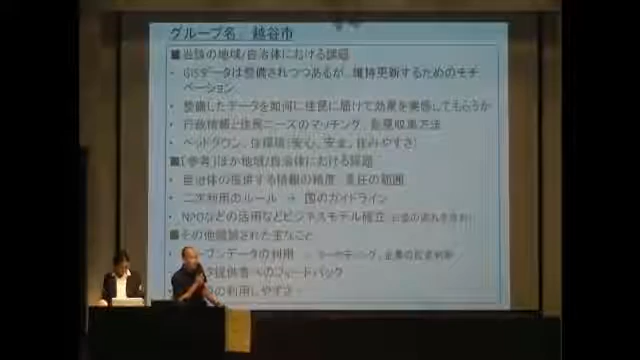 グループ名　越谷市
■当該の地域/自治体における課題
・GISデータは整備されつつあるが、維持更新するためのモチ
ベーション
・整備したデータを如何に住民に届けて効果を実感してもらうか
・行政情報と住民ニーズのマッチング、意見収集方法
・ベッドタウン、住環境(安心、安全、住みやすさ)
■【参考】ほか地域/自治体における課題
・自治体の提供する情報の精度、責任の範囲
・二次利用のルール　→　国のガイドライン
・NPOなどの活用などビジネスモデル確立
■その他議論された主なこと
プンデータの利用　→　マーケティング、企業の
提供者へのフィードバック
の利用しやすさ